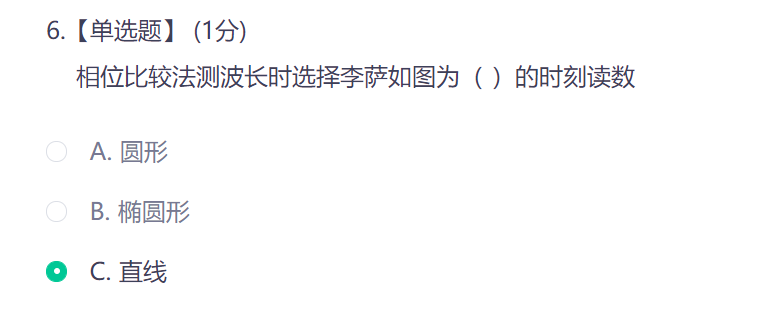 6.【单选题】 (1分)
相位比较法测波长时选择李萨如图为（ ）的时刻读数
A. 圆形
B. 椭圆形
C. 直线